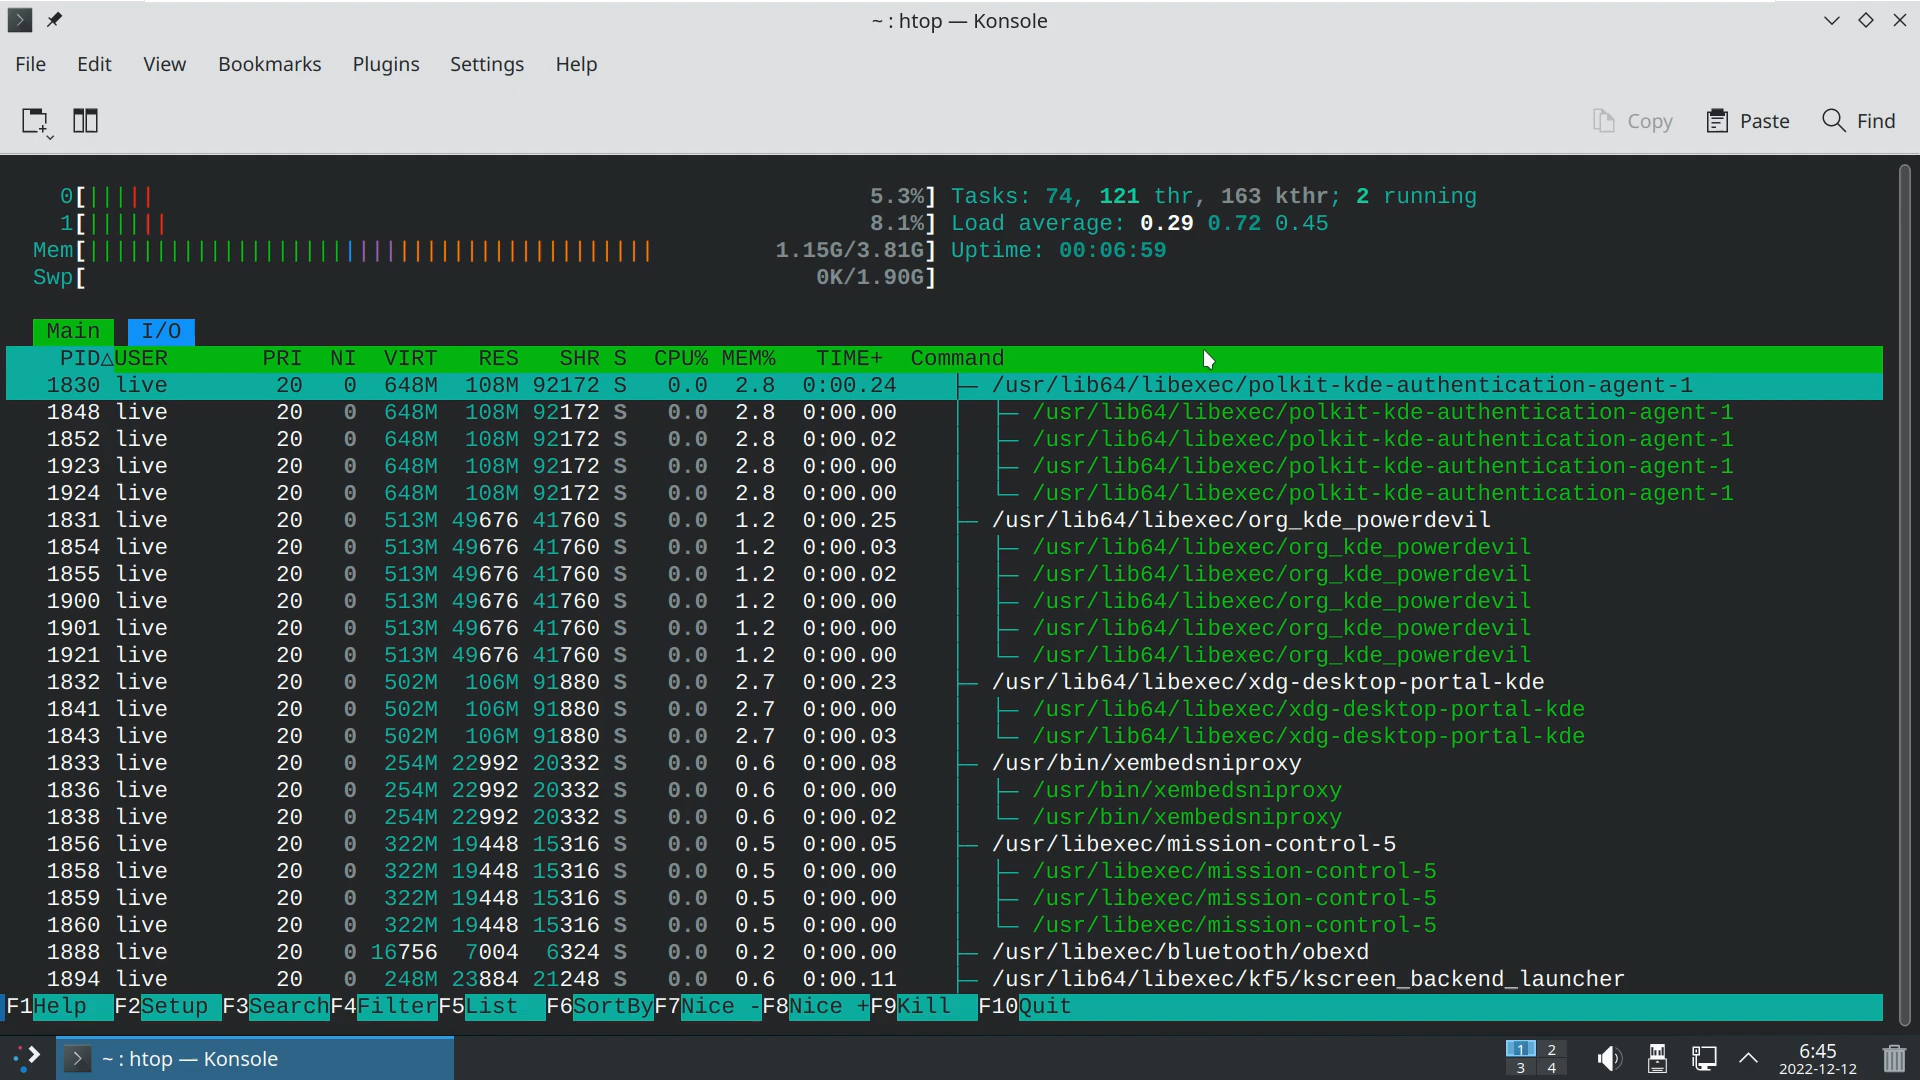 ~ : htop — Konsole
File Edit View Bookmarks Plugins Settings Help
Copy Paste Find
0[||||| 5.3%] Tasks: 74, 121 thr, 163 kthr; 2 running
1[|||||| 8.1%] Load average: 0.29 0.72 0.45
Mem[|||||||||||||||||||||||||||||||||||||||||| 1.15G/3.81G] Uptime: 00:06:59
Swp[ 0K/1.90G]
Main I/O
PID△USER PRI NI VIRT RES SHR S CPU% MEM% TIME+ Command
1830 live 20 0 648M 108M 92172 S 0.0 2.8 0:00.24 ├─ /usr/lib64/libexec/polkit-kde-authentication-agent-1
1848 live 20 0 648M 108M 92172 S 0.0 2.8 0:00.00 │ ├─ /usr/lib64/libexec/polkit-kde-authentication-agent-1
1852 live 20 0 648M 108M 92172 S 0.0 2.8 0:00.02 │ ├─ /usr/lib64/libexec/polkit-kde-authentication-agent-1
1923 live 20 0 648M 108M 92172 S 0.0 2.8 0:00.00 │ ├─ /usr/lib64/libexec/polkit-kde-authentication-agent-1
1924 live 20 0 648M 108M 92172 S 0.0 2.8 0:00.00 │ └─ /usr/lib64/libexec/polkit-kde-authentication-agent-1
1831 live 20 0 513M 49676 41760 S 0.0 1.2 0:00.25 ├─ /usr/lib64/libexec/org_kde_powerdevil
1854 live 20 0 513M 49676 41760 S 0.0 1.2 0:00.03 │ ├─ /usr/lib64/libexec/org_kde_powerdevil
1855 live 20 0 513M 49676 41760 S 0.0 1.2 0:00.02 │ ├─ /usr/lib64/libexec/org_kde_powerdevil
1900 live 20 0 513M 49676 41760 S 0.0 1.2 0:00.00 │ ├─ /usr/lib64/libexec/org_kde_powerdevil
1901 live 20 0 513M 49676 41760 S 0.0 1.2 0:00.00 │ ├─ /usr/lib64/libexec/org_kde_powerdevil
1921 live 20 0 513M 49676 41760 S 0.0 1.2 0:00.00 │ └─ /usr/lib64/libexec/org_kde_powerdevil
1832 live 20 0 502M 106M 91880 S 0.0 2.7 0:00.23 ├─ /usr/lib64/libexec/xdg-desktop-portal-kde
1841 live 20 0 502M 106M 91880 S 0.0 2.7 0:00.00 │ ├─ /usr/lib64/libexec/xdg-desktop-portal-kde
1843 live 20 0 502M 106M 91880 S 0.0 2.7 0:00.03 │ └─ /usr/lib64/libexec/xdg-desktop-portal-kde
1833 live 20 0 254M 22992 20332 S 0.0 0.6 0:00.08 ├─ /usr/bin/xembedsniproxy
1836 live 20 0 254M 22992 20332 S 0.0 0.6 0:00.00 │ ├─ /usr/bin/xembedsniproxy
1838 live 20 0 254M 22992 20332 S 0.0 0.6 0:00.02 │ └─ /usr/bin/xembedsniproxy
1856 live 20 0 322M 19448 15316 S 0.0 0.5 0:00.05 ├─ /usr/libexec/mission-control-5
1858 live 20 0 322M 19448 15316 S 0.0 0.5 0:00.00 │ ├─ /usr/libexec/mission-control-5
1859 live 20 0 322M 19448 15316 S 0.0 0.5 0:00.00 │ ├─ /usr/libexec/mission-control-5
1860 live 20 0 322M 19448 15316 S 0.0 0.5 0:00.00 │ └─ /usr/libexec/mission-control-5
1888 live 20 0 16756 7004 6324 S 0.0 0.2 0:00.00 ├─ /usr/libexec/bluetooth/obexd
1894 live 20 0 248M 23884 21248 S 0.0 0.6 0:00.11 ├─ /usr/lib64/libexec/kf5/kscreen_backend_launcher
F1Help F2Setup F3SearchF4FilterF5List F6SortByF7Nice -F8Nice +F9Kill F10Quit
~ : htop — Konsole
1 2
3 4
6:45
2022-12-12